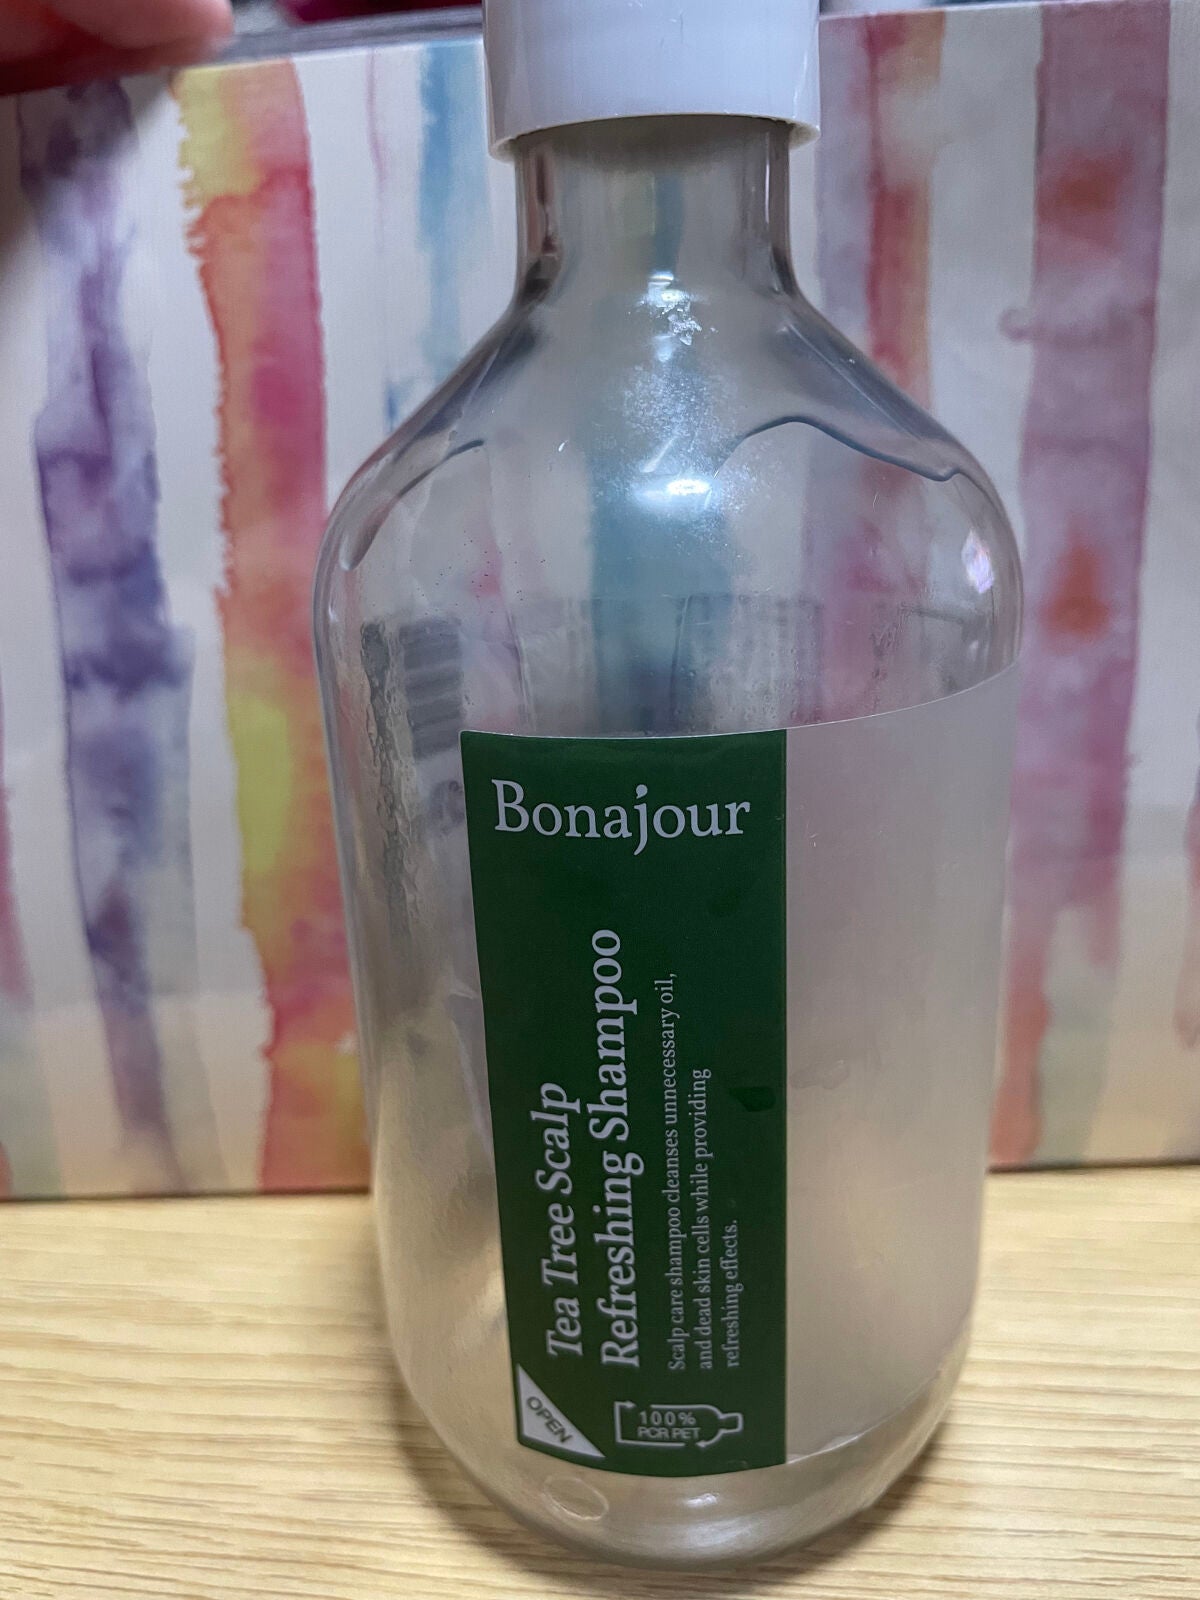 Bonajour
Tea Tree Scalp
Refreshing Shampoo
Scalp care shampoo cleanses unnecessary oil,
and dead skin cells while providing
refreshing effects.
OPEN
100%
PCR PET